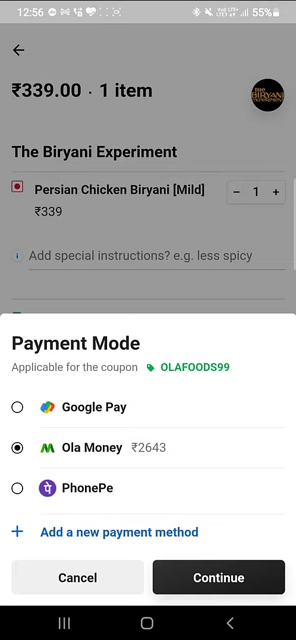 12:56
55%
₹339.00 · 1 item
THE
BIRYANI
The Biryani Experiment
Persian Chicken Biryani [Mild]
− 1 +
₹339
Add special instructions? e.g. less spicy
Payment Mode
Applicable for the coupon OLAFOODS99
Google Pay
Ola Money ₹2643
पे PhonePe
+ Add a new payment method
Cancel
Continue